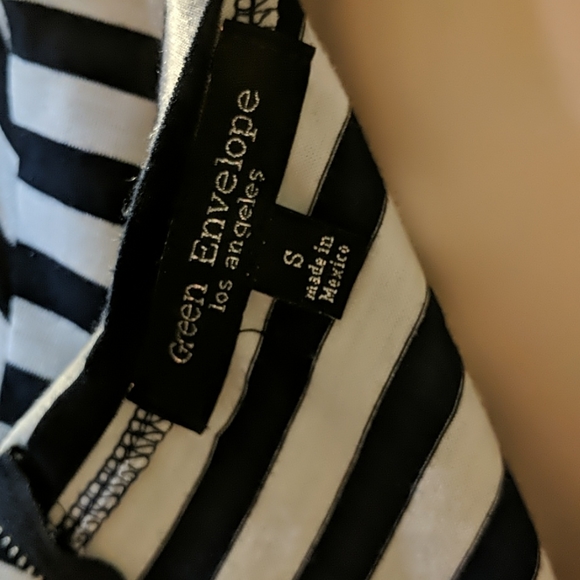 Green Envelope
los angeles
S
made in
Mexico